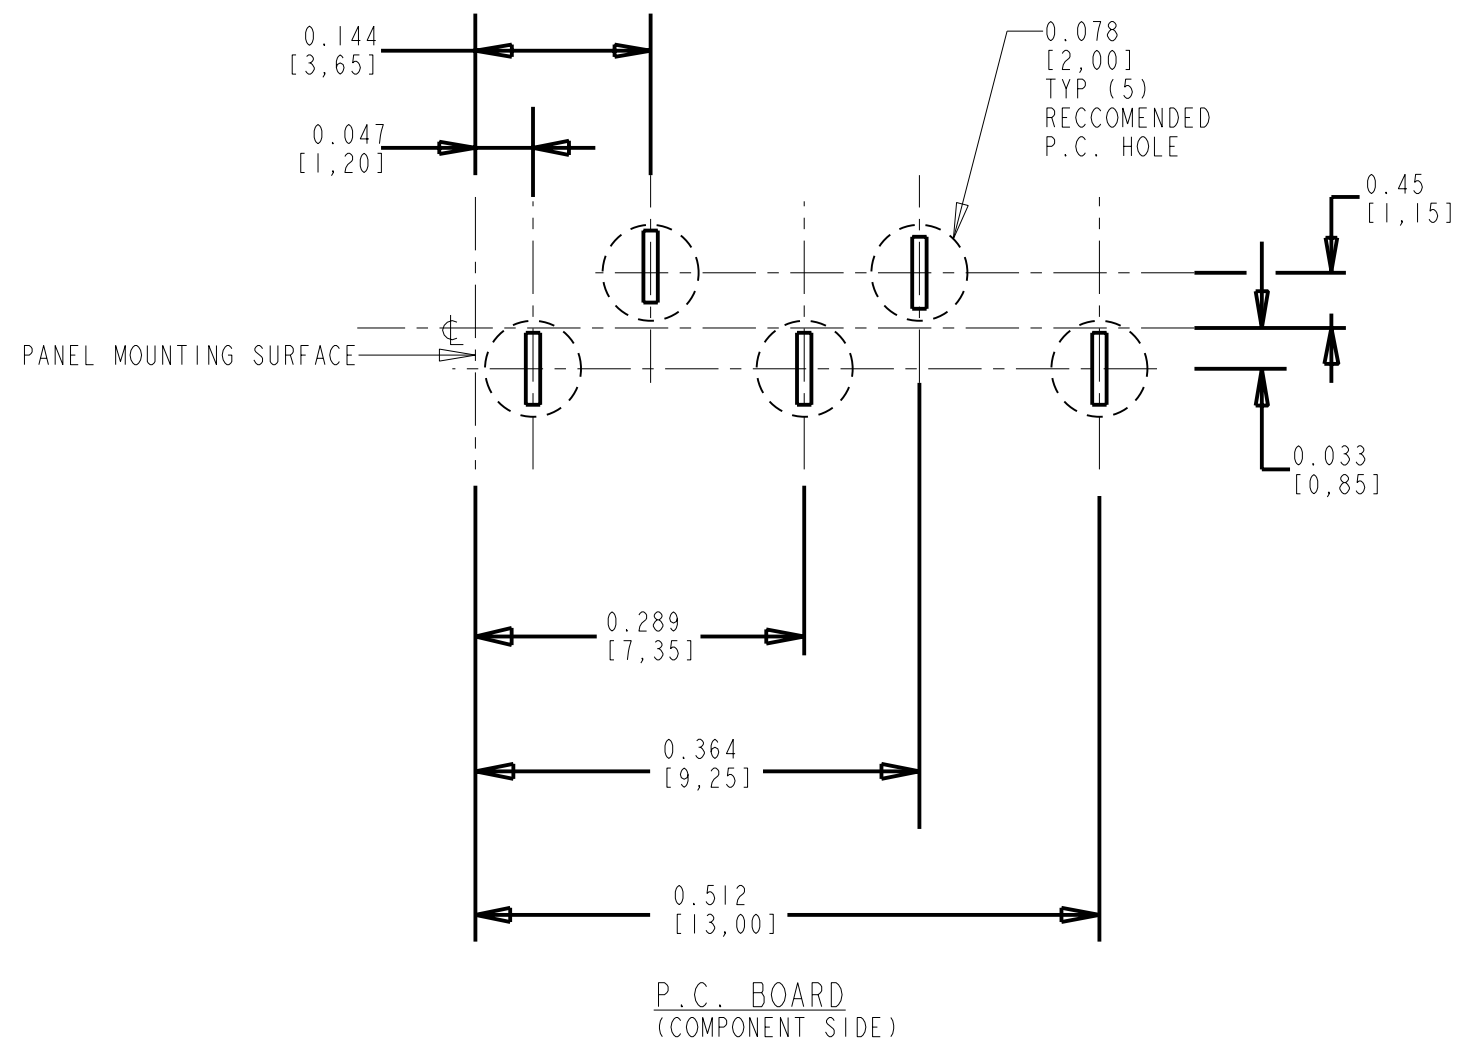 0.144
[3,65]
0.047
[1,20]
0.078
[2,00]
TYP (5)
RECCOMENDED
P.C. HOLE
0.45
[1,15]
℄
PANEL MOUNTING SURFACE
0.033
[0,85]
0.289
[7,35]
0.364
[9,25]
0.512
[13,00]
P.C. BOARD
(COMPONENT SIDE)